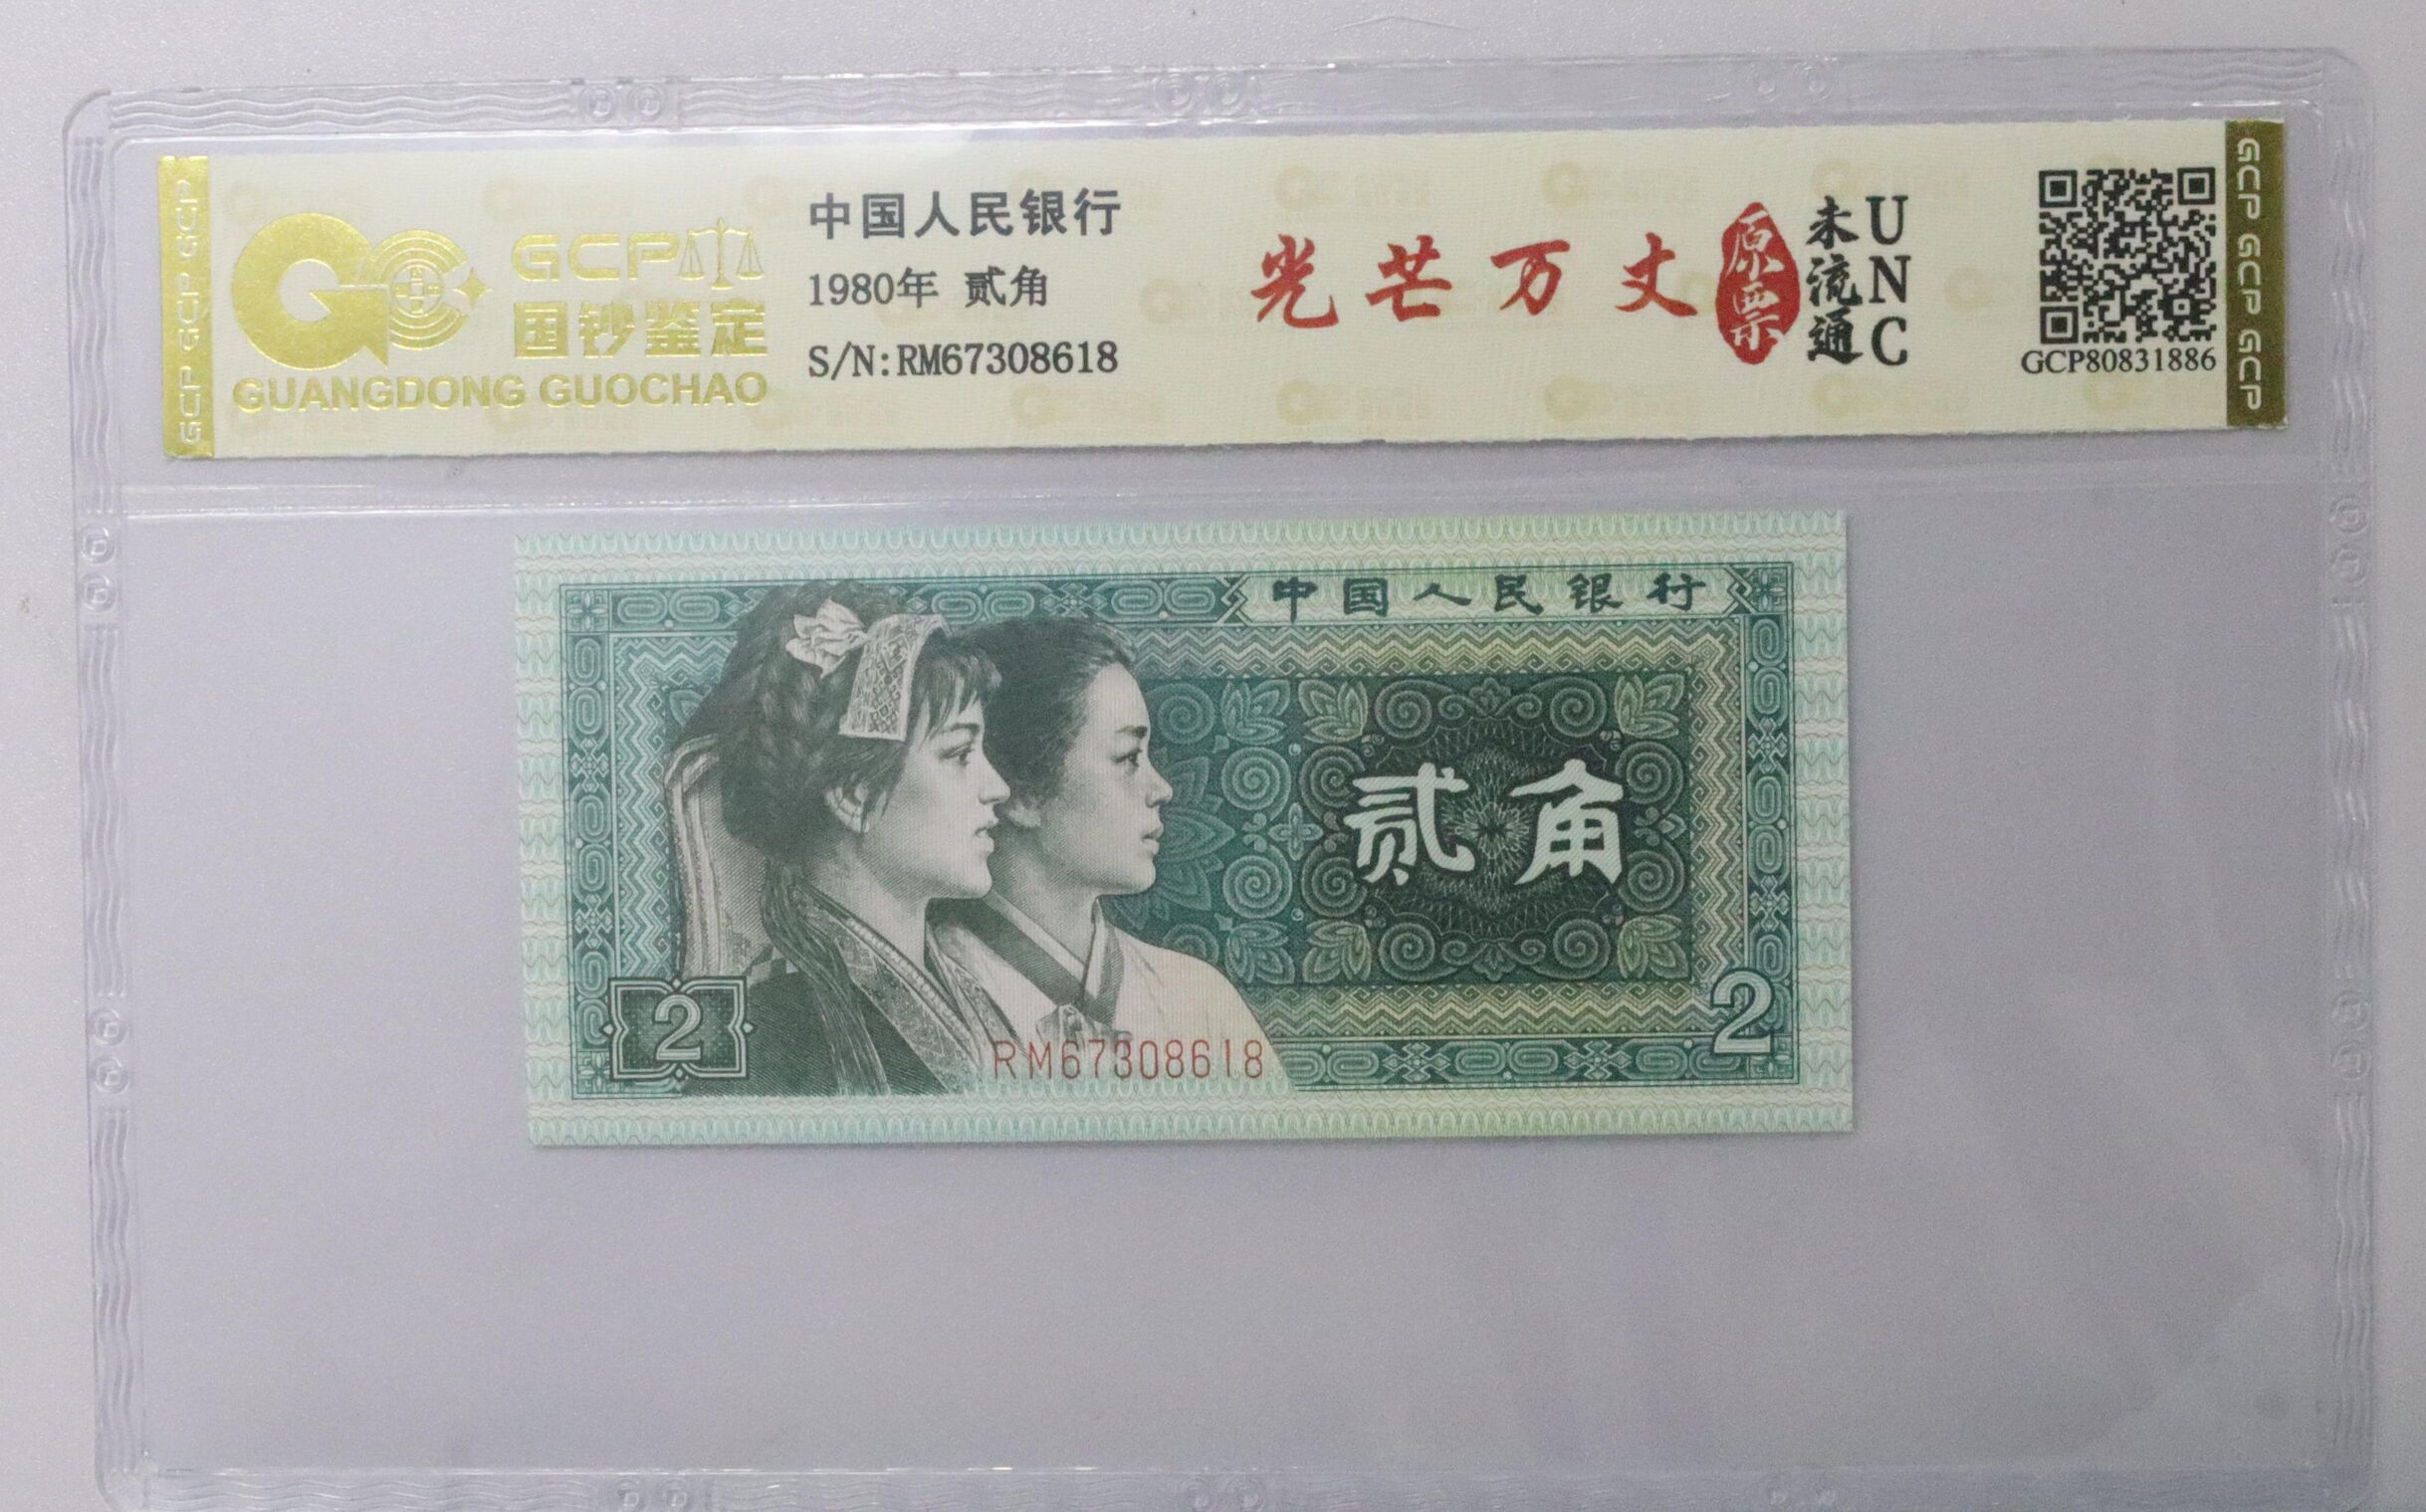 GCP GCP GCP
GCP
国钞鉴定
GUANGDONG GUOCHAO
中国人民银行
1980年 贰角
S/N:RM67308618
光芒万丈
原票
未流通
UNC
GCP80831886
GCP GCP GCP
中国人民银行
贰角
2
2
RM67308618